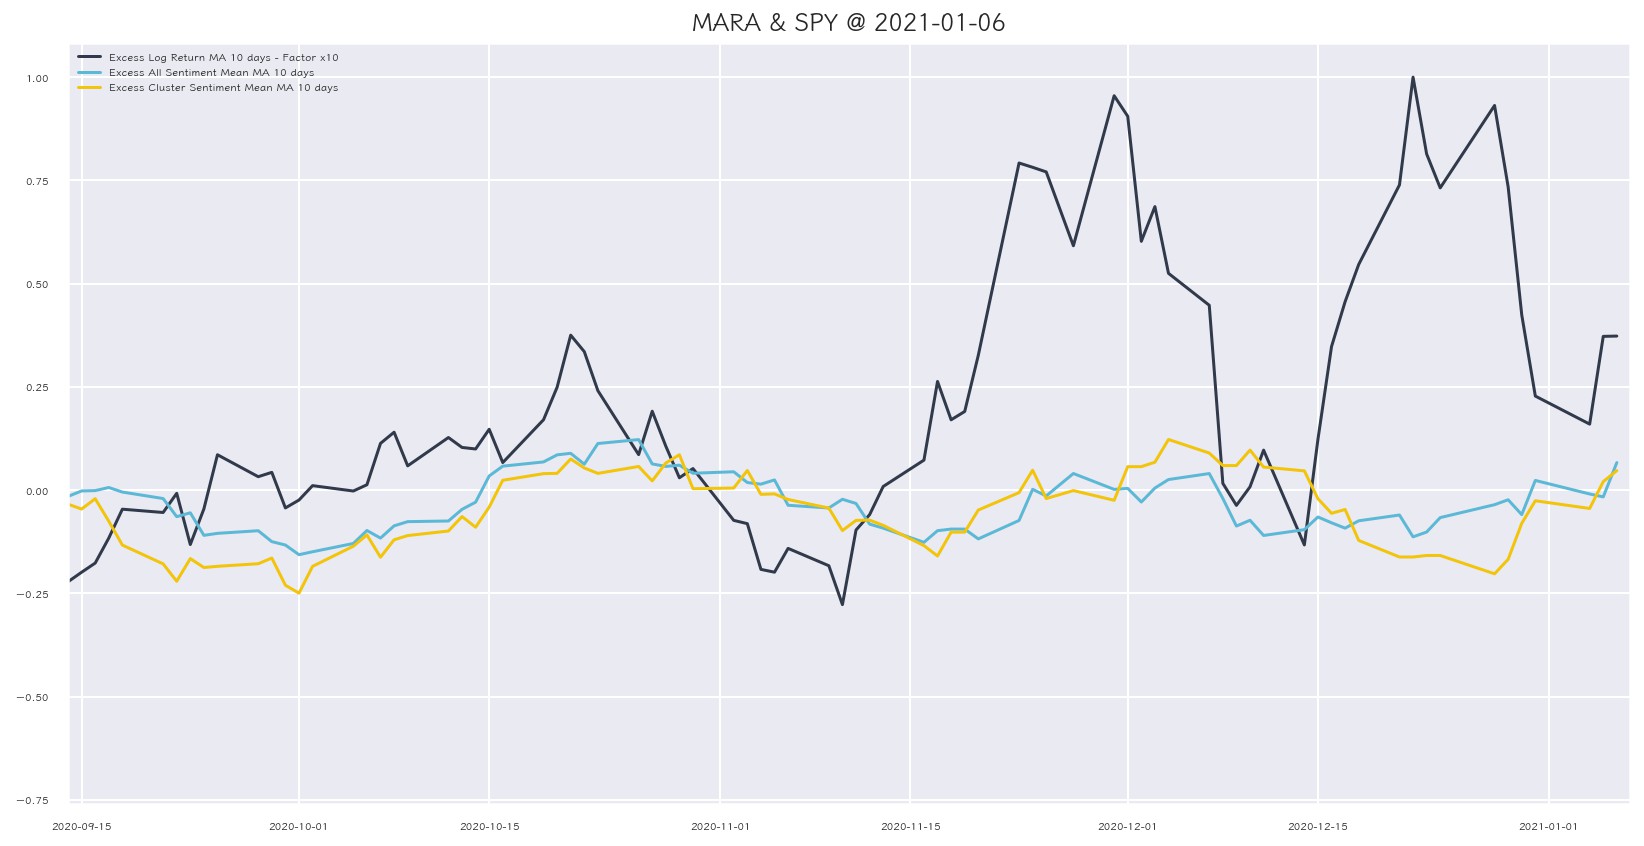 MARA & SPY @ 2021-01-06
Excess Log Return MA 10 days - Factor x10
Excess All Sentiment Mean MA 10 days
Excess Cluster Sentiment Mean MA 10 days
1.00
0.75
0.50
0.25
0.00
−0.25
−0.50
−0.75
2020-09-15 2020-10-01 2020-10-15 2020-11-01 2020-11-15 2020-12-01 2020-12-15 2021-01-01